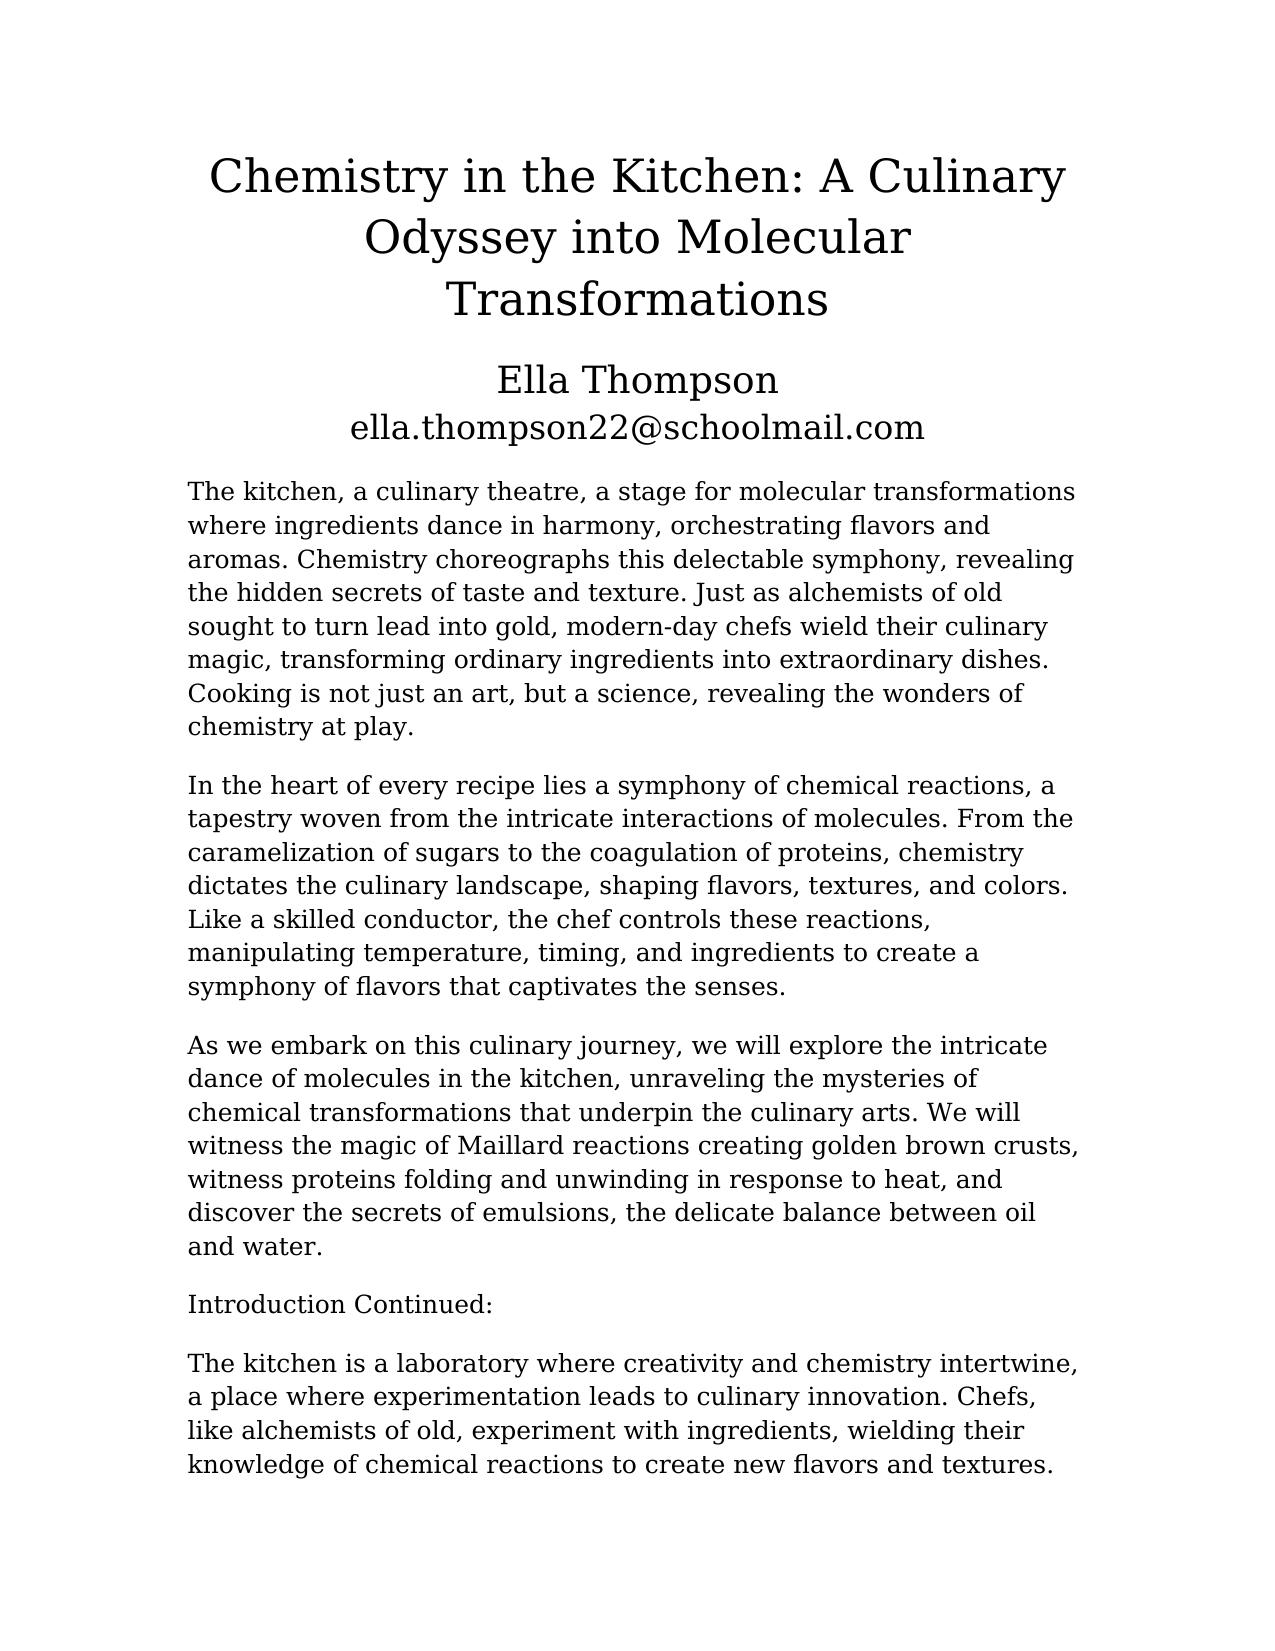 Chemistry in the Kitchen: A Culinary
Odyssey into Molecular
Transformations
Ella Thompson
ella.thompson22@schoolmail.com
The kitchen, a culinary theatre, a stage for molecular transformations
where ingredients dance in harmony, orchestrating flavors and
aromas. Chemistry choreographs this delectable symphony, revealing
the hidden secrets of taste and texture. Just as alchemists of old
sought to turn lead into gold, modern-day chefs wield their culinary
magic, transforming ordinary ingredients into extraordinary dishes.
Cooking is not just an art, but a science, revealing the wonders of
chemistry at play.
In the heart of every recipe lies a symphony of chemical reactions, a
tapestry woven from the intricate interactions of molecules. From the
caramelization of sugars to the coagulation of proteins, chemistry
dictates the culinary landscape, shaping flavors, textures, and colors.
Like a skilled conductor, the chef controls these reactions,
manipulating temperature, timing, and ingredients to create a
symphony of flavors that captivates the senses.
As we embark on this culinary journey, we will explore the intricate
dance of molecules in the kitchen, unraveling the mysteries of
chemical transformations that underpin the culinary arts. We will
witness the magic of Maillard reactions creating golden brown crusts,
witness proteins folding and unwinding in response to heat, and
discover the secrets of emulsions, the delicate balance between oil
and water.
Introduction Continued:
The kitchen is a laboratory where creativity and chemistry intertwine,
a place where experimentation leads to culinary innovation. Chefs,
like alchemists of old, experiment with ingredients, wielding their
knowledge of chemical reactions to create new flavors and textures.